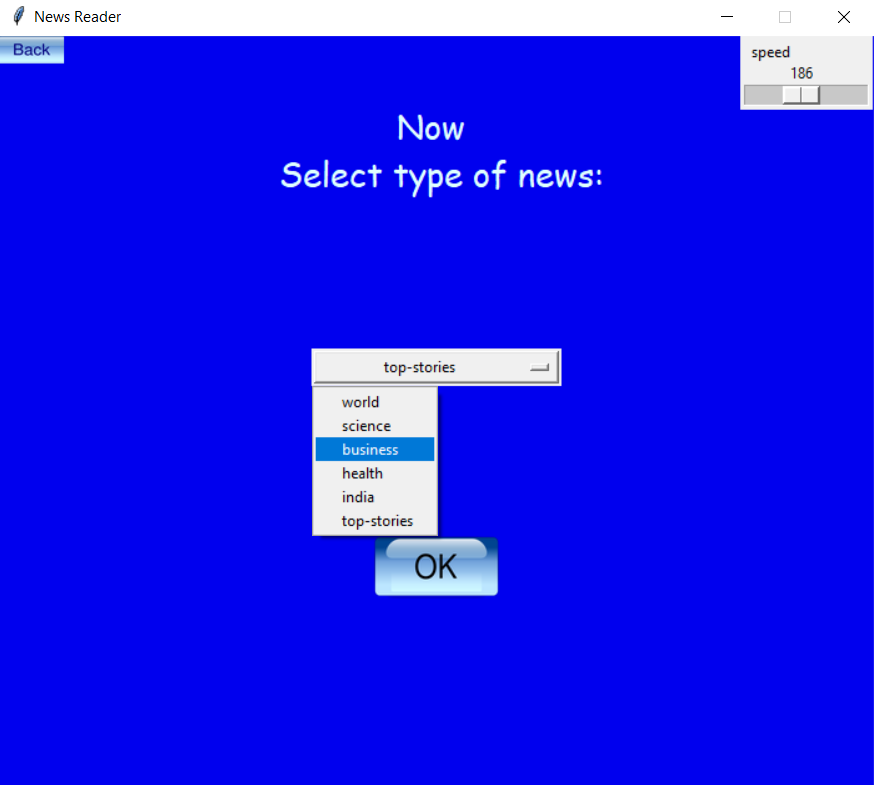 News Reader
Back
speed
186
Now
Select type of news:
top-stories
world
science
business
health
india
top-stories
OK